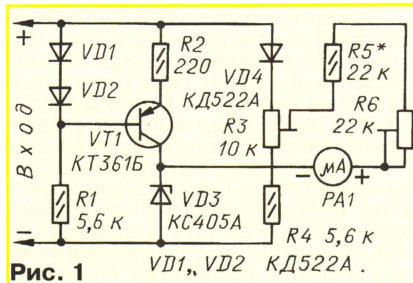 +
VD1
VD2
R2
220
VD4
КД522А
R5*
22 к
R6
22 к
VT1
КТ361Б
R3
10 к
Вход
R1
5,6 к
VD3
КС405А
– μА +
PA1
R4 5,6 к
–
Рис. 1
VD1,, VD2 КД522А.